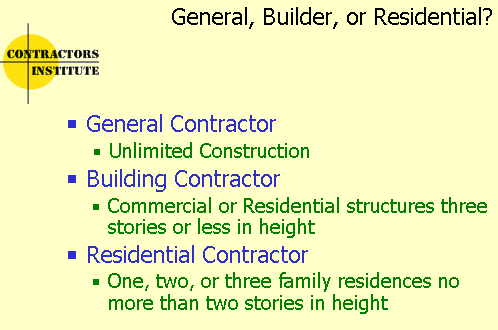 General, Builder, or Residential?
CONTRACTORS
INSTITUTE
General Contractor
Unlimited Construction
Building Contractor
Commercial or Residential structures three
stories or less in height
Residential Contractor
One, two, or three family residences no
more than two stories in height